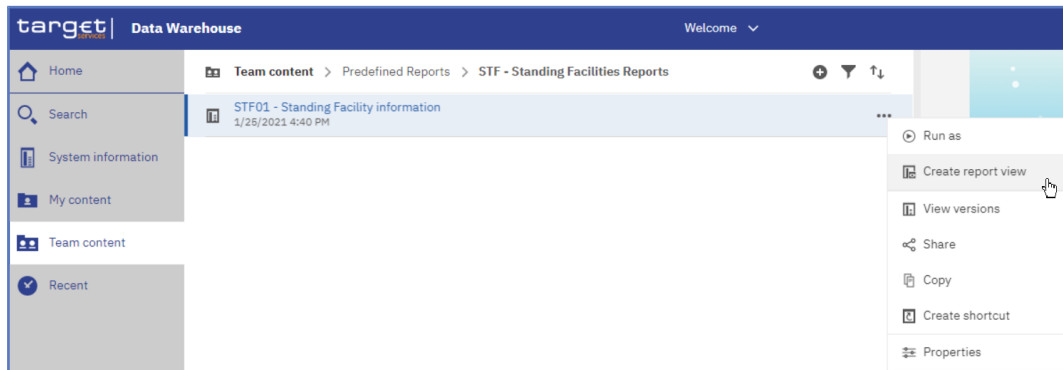 target| Data Warehouse Welcome
services
Home
Team content > Predefined Reports > STF - Standing Facilities Reports
Search
STF01 - Standing Facility information
1/25/2021 4:40 PM
System information
My content
Team content
Recent
Run as
Create report view
View versions
Share
Copy
Create shortcut
Properties